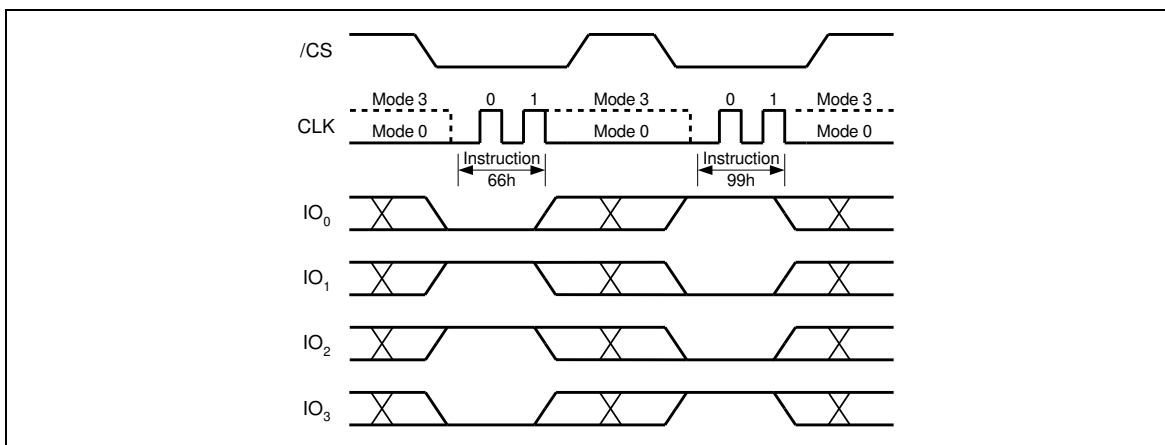 /CS
Mode 3 0 1 Mode 3 0 1 Mode 3
CLK Mode 0 Mode 0 Mode 0
Instruction Instruction
66h 99h
IO0
IO1
IO2
IO3